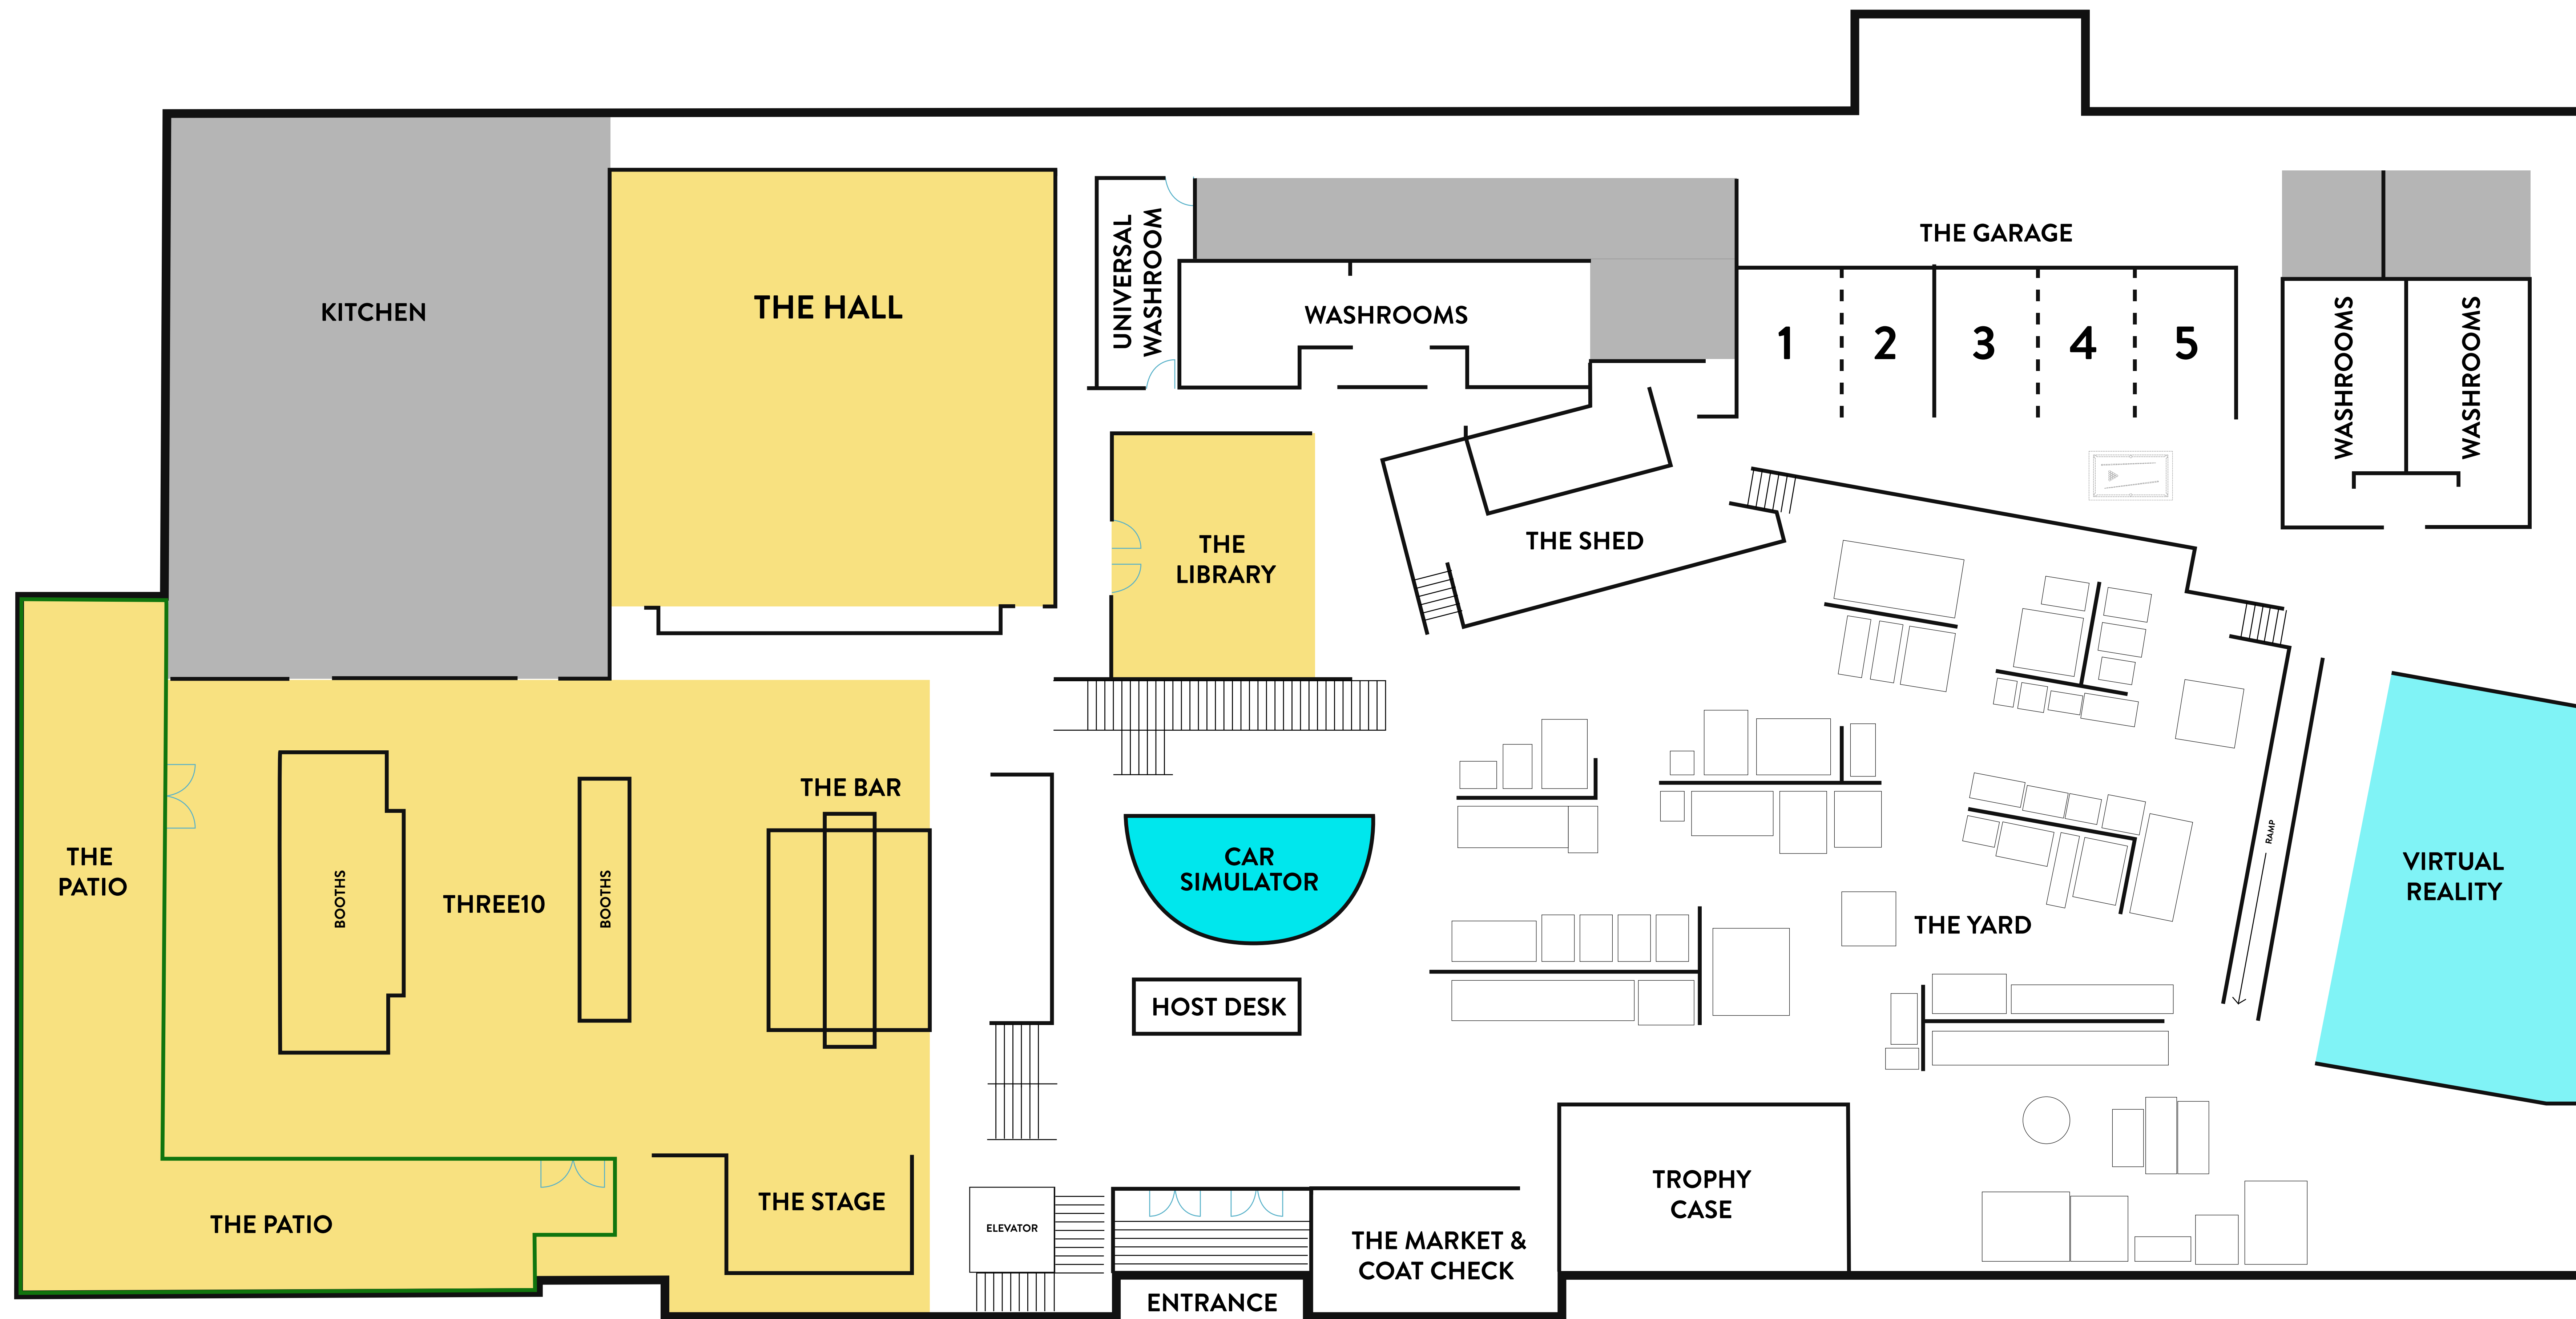 KITCHEN
THE HALL
UNIVERSAL
WASHROOM
WASHROOMS
THE GARAGE
1
2
3
4
5
WASHROOMS
WASHROOMS
THE
LIBRARY
THE SHED
THE
PATIO
BOOTHS
THREE10
BOOTHS
THE BAR
CAR
SIMULATOR
HOST DESK
THE YARD
RAMP
VIRTUAL
REALITY
THE PATIO
THE STAGE
ELEVATOR
ENTRANCE
THE MARKET &
COAT CHECK
TROPHY
CASE